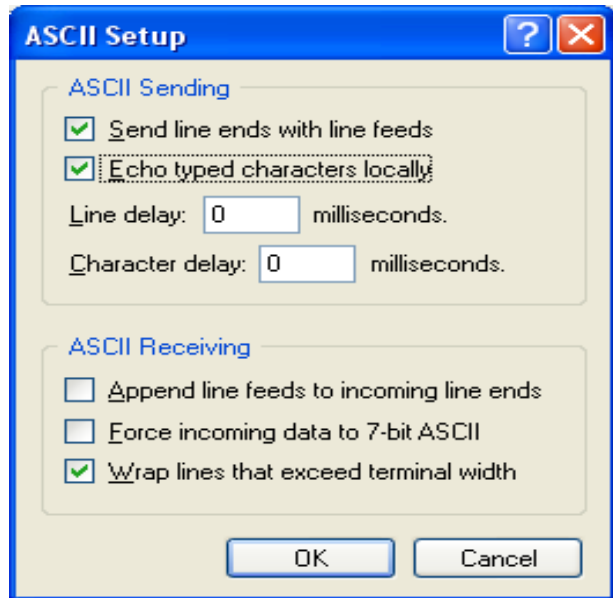 ASCII Setup
ASCII Sending
Send line ends with line feeds
Echo typed characters locally
Line delay: 0 milliseconds.
Character delay: 0 milliseconds.
ASCII Receiving
Append line feeds to incoming line ends
Force incoming data to 7-bit ASCII
Wrap lines that exceed terminal width
OK Cancel